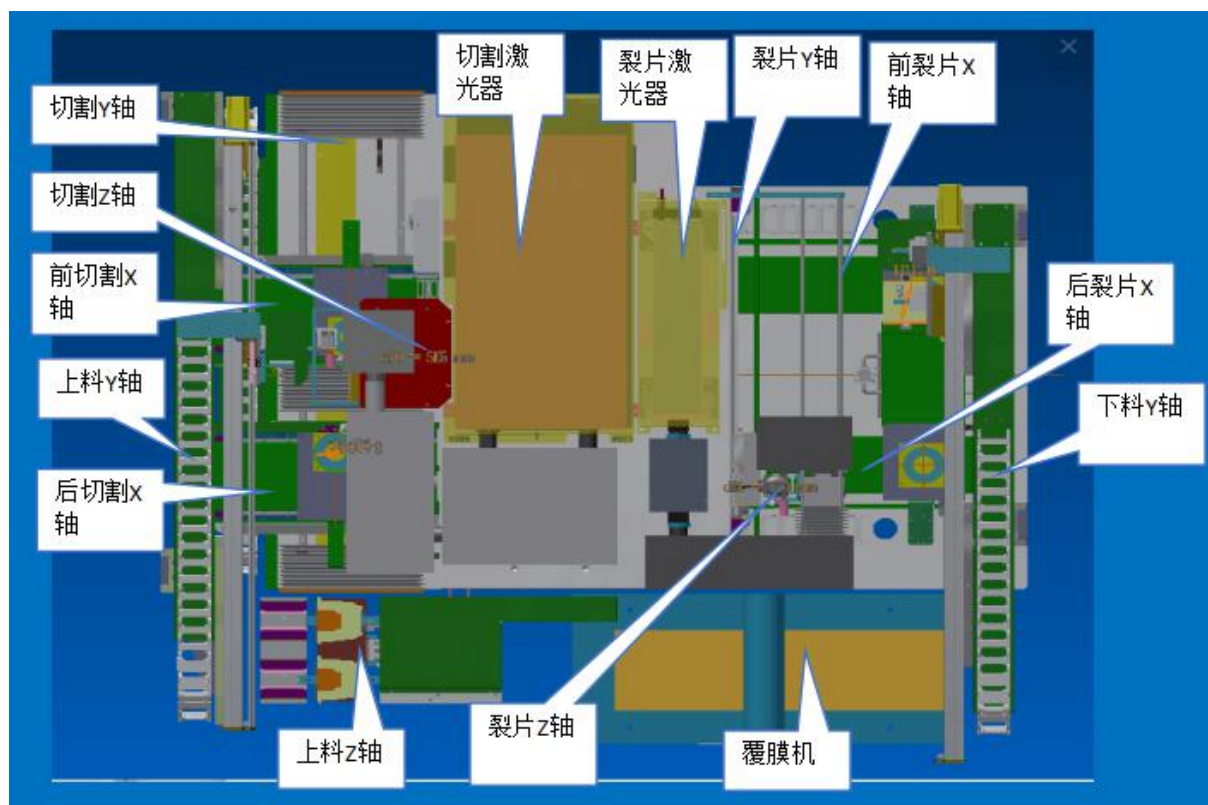 切割激
光器
裂片激
光器
裂片Y轴
前裂片X
轴
切割Y轴
切割Z轴
前切割X
轴
后裂片X
轴
上料Y轴
下料Y轴
后切割X
轴
上料Z轴
裂片Z轴
覆膜机